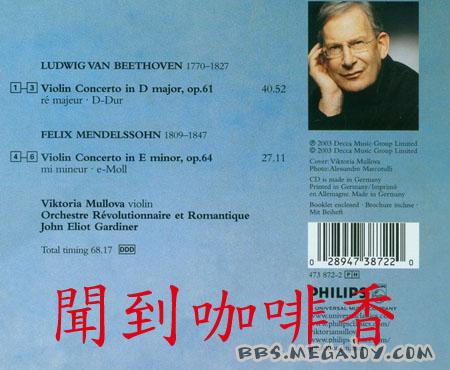 LUDWIG VAN BEETHOVEN 1770–1827
1–3 Violin Concerto in D major, op.61 40.52
ré majeur · D-Dur
FELIX MENDELSSOHN 1809–1847
4–6 Violin Concerto in E minor, op.64 27.11
mi mineur · e-Moll
Viktoria Mullova violin
Orchestre Révolutionnaire et Romantique
John Eliot Gardiner
Total timing 68.17 DDD
℗ 2003 Decca Music Group Limited
© 2003 Decca Music Group Limited
Cover: Viktoria Mullova
Photo: Alessandro Marcotulli
CD is made in Germany
Printed in Germany/Imprimé
en Allemagne. Made in Germany
Booklet enclosed · Brochure incluse ·
Mit Beiheft
0 28947 38722 0
473 872-2 PH
PHILIPS
A UNIVERSAL MUSIC COMPANY
聞到咖啡香
BBS.MEGAJOY.COM